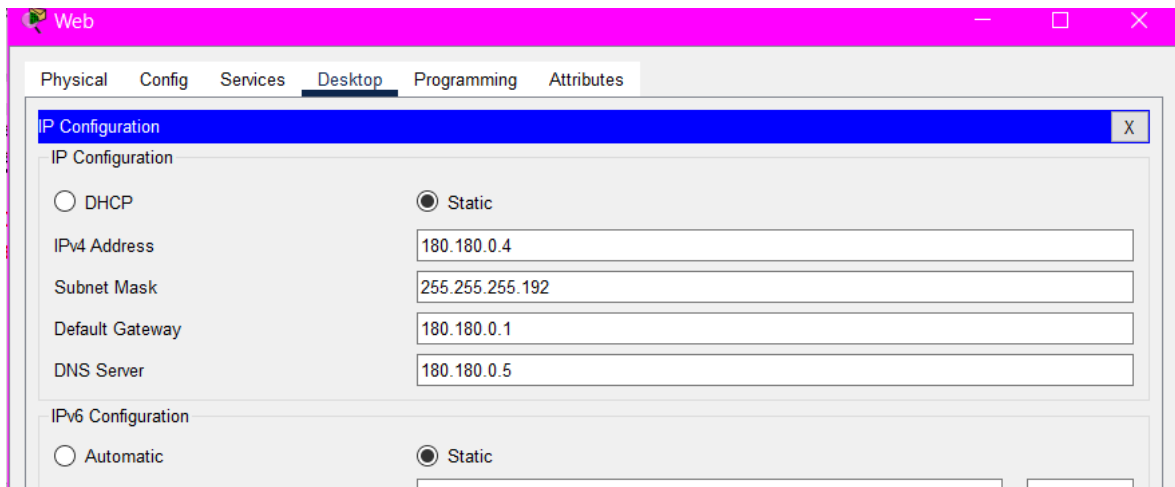 Web
Physical Config Services Desktop Programming Attributes
IP Configuration X
IP Configuration
DHCP Static
IPv4 Address 180.180.0.4
Subnet Mask 255.255.255.192
Default Gateway 180.180.0.1
DNS Server 180.180.0.5
IPv6 Configuration
Automatic Static